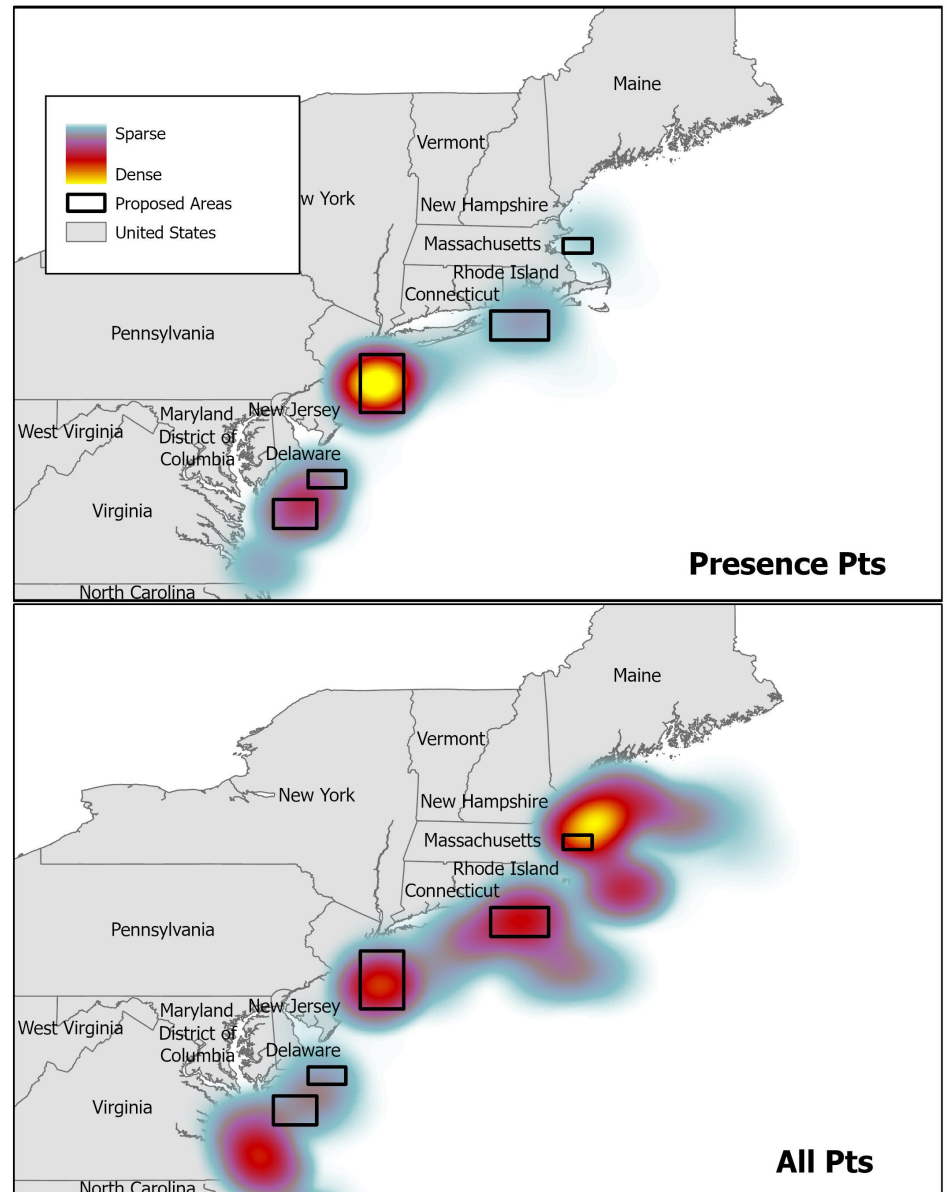 Maine
Sparse
Vermont
Dense
w York
Proposed Areas
New Hampshire
United States
Massachusetts
Rhode Island
Connecticut
Pennsylvania
New Jersey
Maryland
West Virginia
District of
Columbia
Delaware
Virginia
Presence Pts
North Carolina
Maine
Vermont
New York
New Hampshire
Massachusetts
Rhode Island
Connecticut
Pennsylvania
New Jersey
Maryland
West Virginia
District of
Columbia
Delaware
Virginia
All Pts
North Carolina